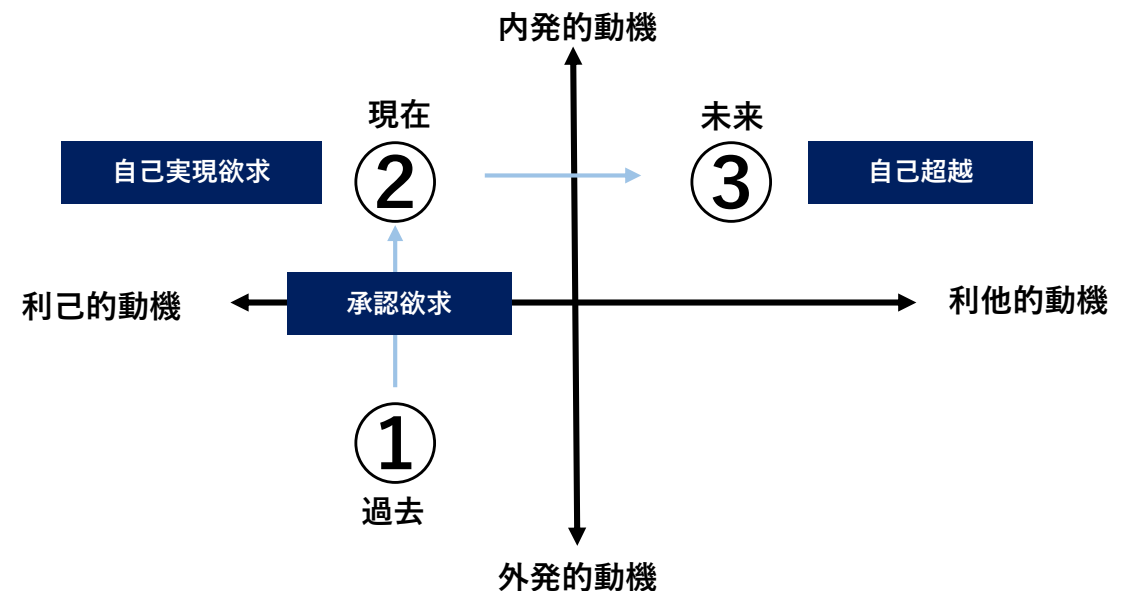 内発的動機
現在
未来
自己実現欲求
②
③
自己超越
利己的動機
承認欲求
利他的動機
①
過去
外発的動機